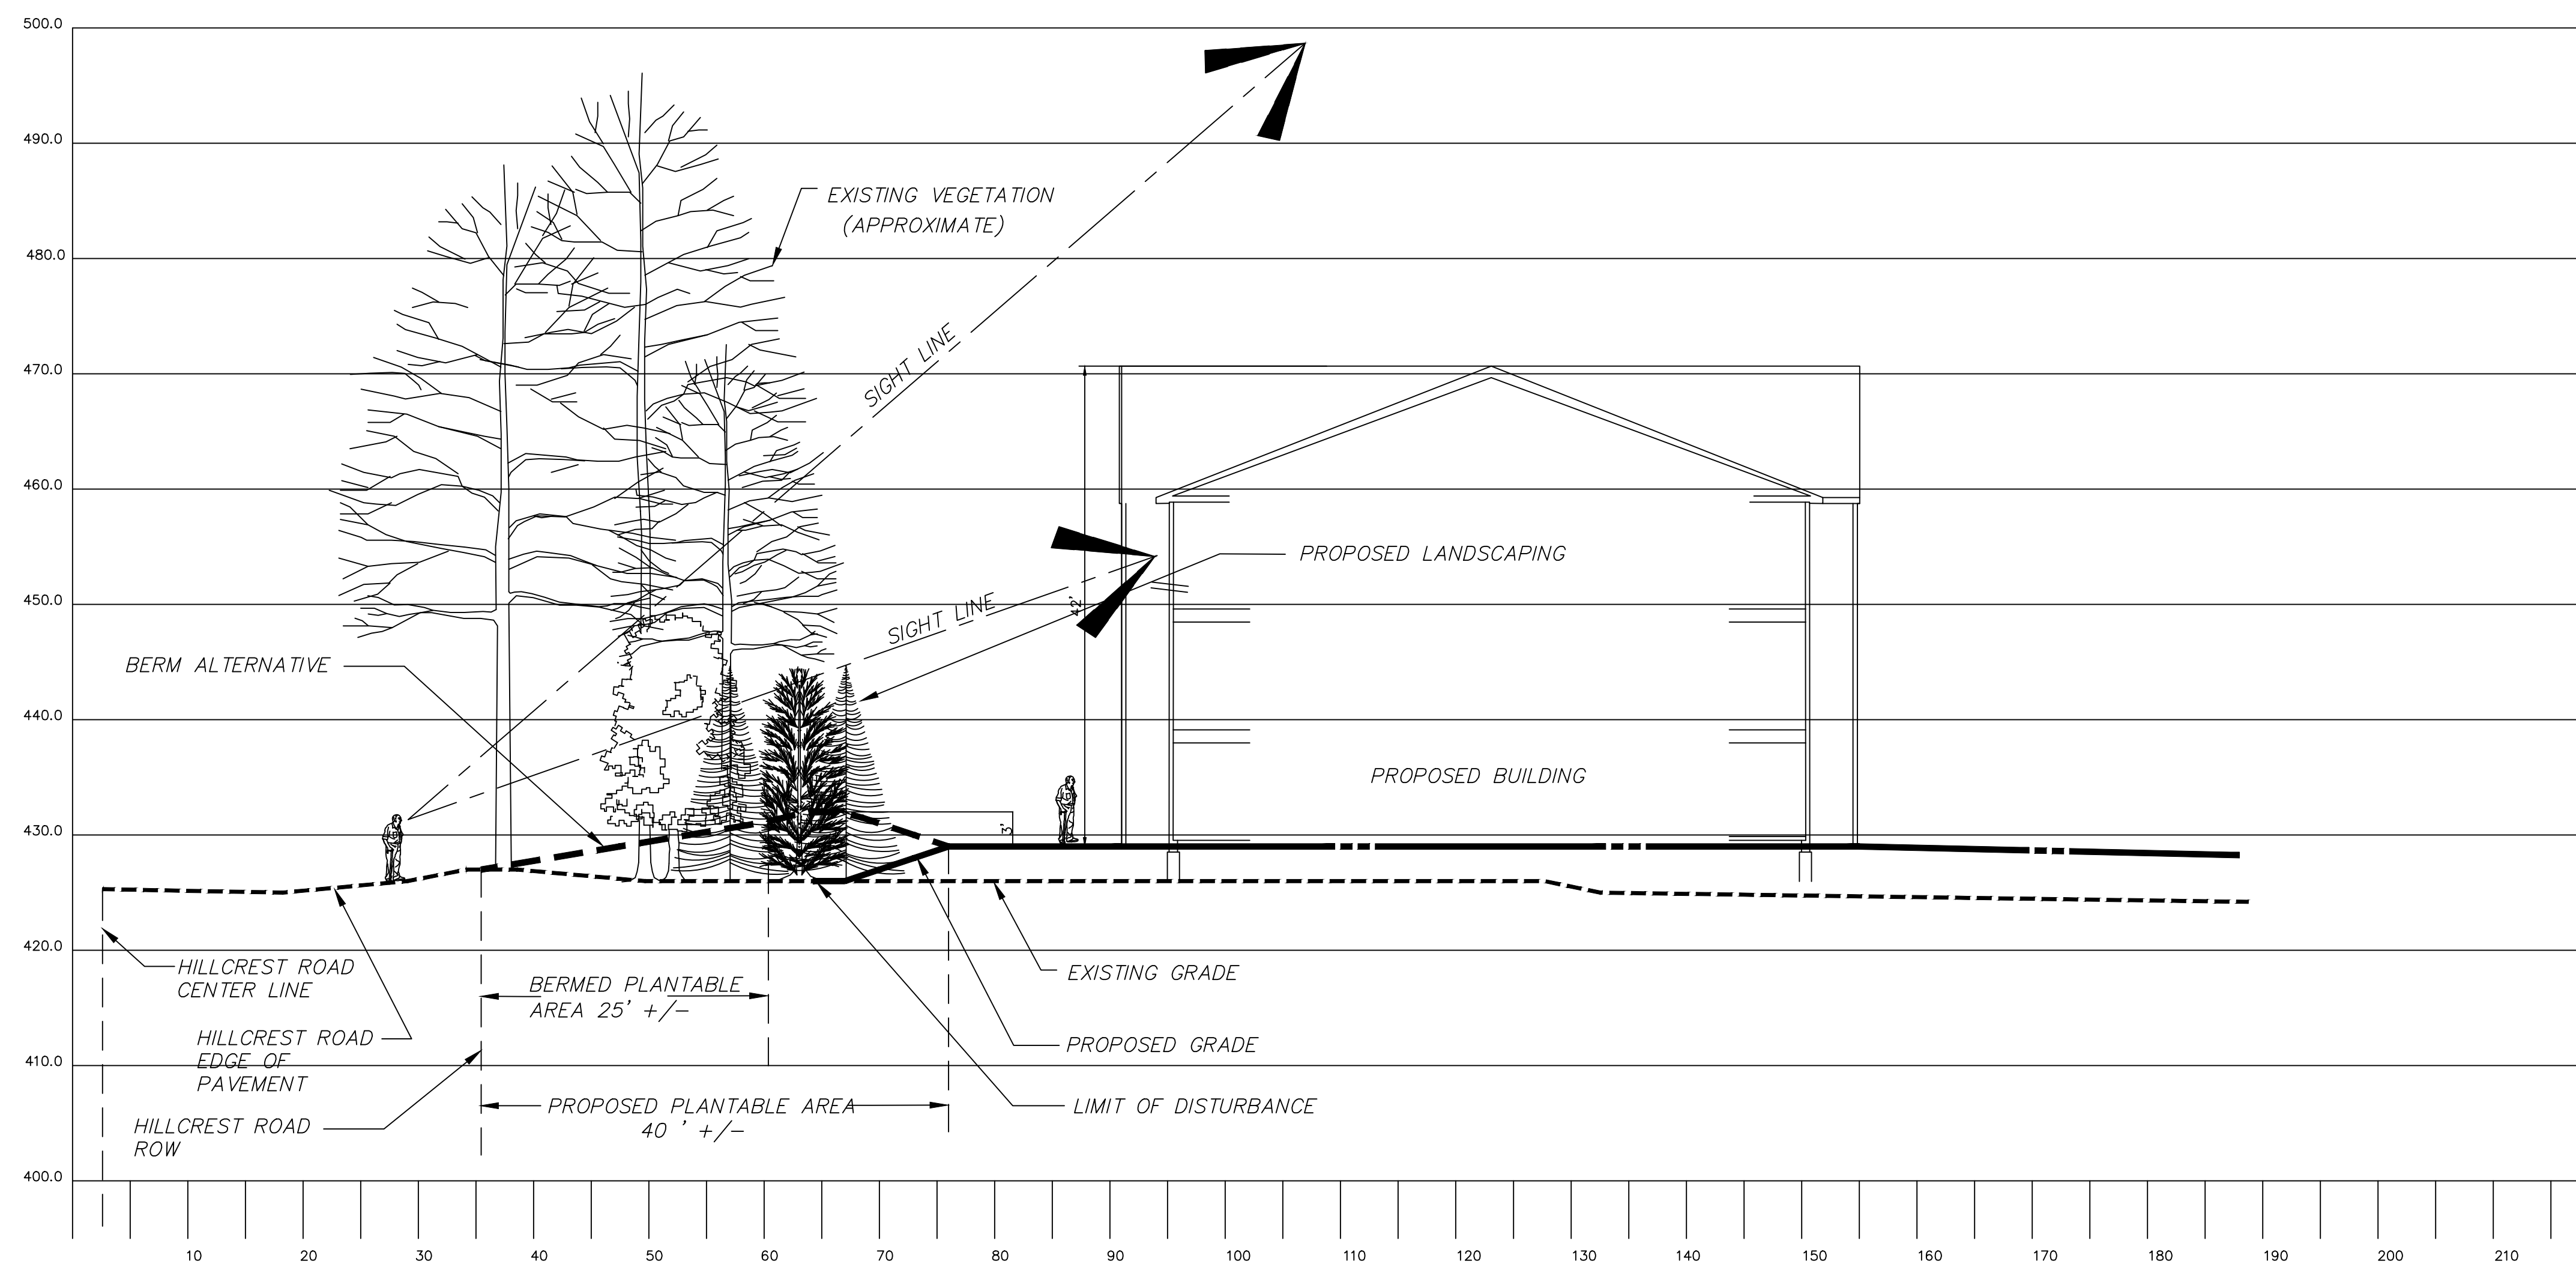 500.0
490.0
EXISTING VEGETATION
(APPROXIMATE)
480.0
SIGHT LINE
470.0
460.0
PROPOSED LANDSCAPING
450.0
42'
SIGHT LINE
BERM ALTERNATIVE
440.0
PROPOSED BUILDING
430.0
3'
420.0
HILLCREST ROAD
CENTER LINE
EXISTING GRADE
BERMED PLANTABLE
AREA 25' +/-
HILLCREST ROAD
EDGE OF
PAVEMENT
PROPOSED GRADE
410.0
PROPOSED PLANTABLE AREA
40 ' +/-
LIMIT OF DISTURBANCE
HILLCREST ROAD
ROW
400.0
10 20 30 40 50 60 70 80 90 100 110 120 130 140 150 160 170 180 190 200 210